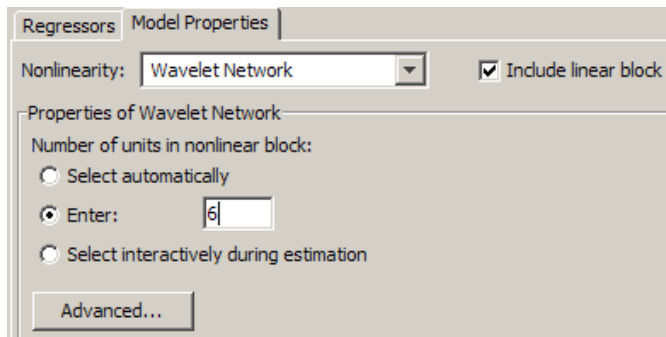 Regressors Model Properties
Nonlinearity: Wavelet Network Include linear block
Properties of Wavelet Network
Number of units in nonlinear block:
Select automatically
Enter: 6
Select interactively during estimation
Advanced...